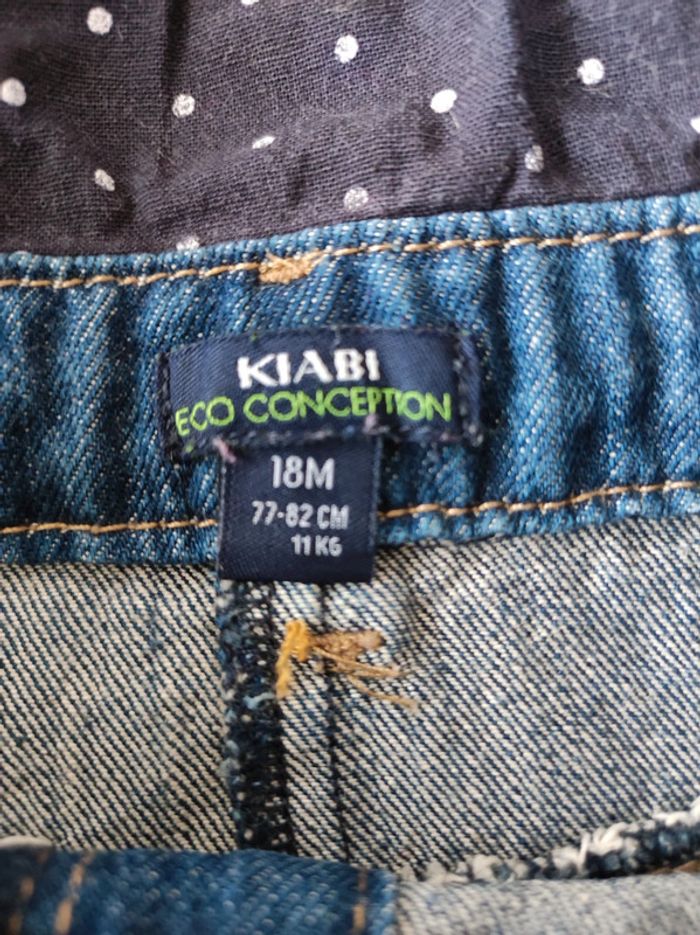 KIABI
ECO CONCEPTION
18M
77-82 CM
11 KG